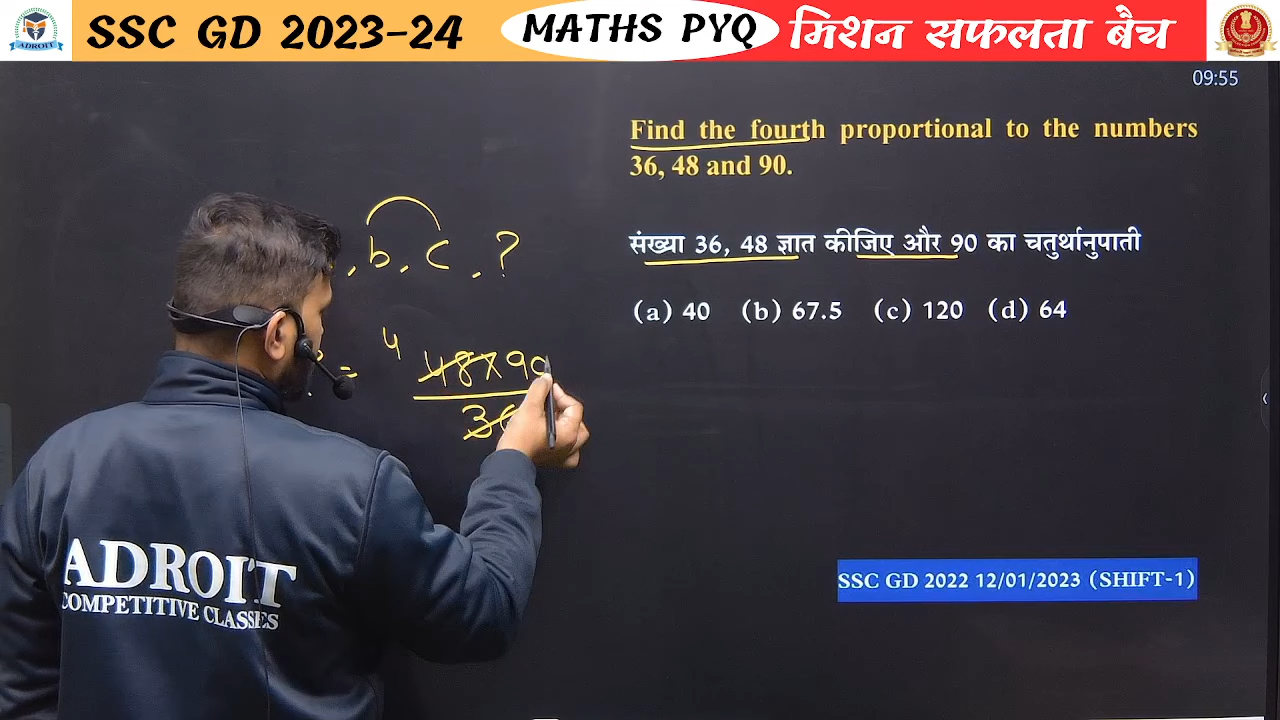 SSC GD 2023-24
MATHS PYQ
मिशन सफलता बैच
ADROIT
09:55
Find the fourth proportional to the numbers
36, 48 and 90.
संख्या 36, 48 ज्ञात कीजिए और 90 का चतुर्थानुपाती
(a) 40 (b) 67.5 (c) 120 (d) 64
, b, c, ?
= 4 48×90
36
SSC GD 2022 12/01/2023 (SHIFT-1)
ADROIT
COMPETITIVE CLASSES